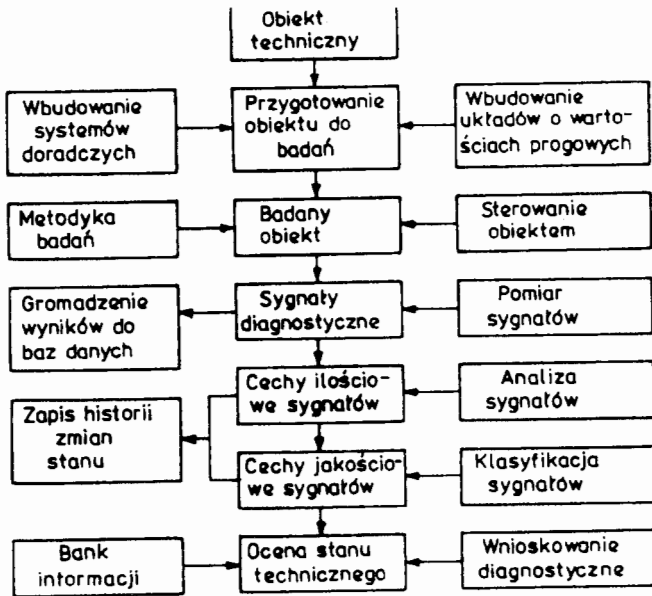 Obiekt
techniczny
Wbudowanie
systemów
doradczych
Przygotowanie
obiektu do
badań
Wbudowanie
układów o warto-
ściach progowych
Metodyka
badań
Badany
obiekt
Sterowanie
obiektem
Gromadzenie
wyników do
baz danych
Sygnały
diagnostyczne
Pomiar
sygnałów
Zapis historii
zmian
stanu
Cechy ilościo-
we sygnałów
Analiza
sygnałów
Cechy jakościo-
we sygnałów
Klasyfikacja
sygnałów
Bank
informacji
Ocena stanu
technicznego
Wnioskowanie
diagnostyczne